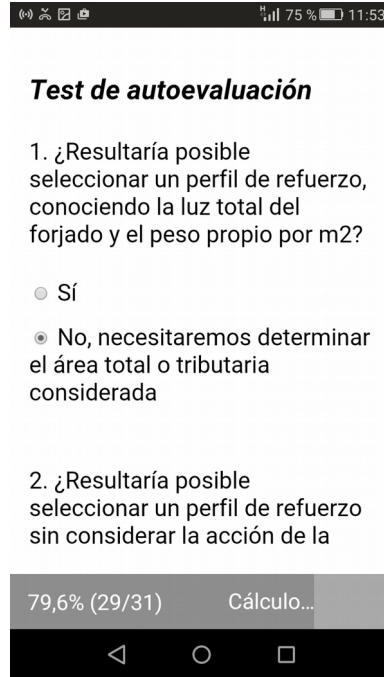 75 % 11:53
Test de autoevaluación
1. ¿Resultaría posible
seleccionar un perfil de refuerzo,
conociendo la luz total del
forjado y el peso propio por m2?
Sí
No, necesitaremos determinar
el área total o tributaria
considerada
2. ¿Resultaría posible
seleccionar un perfil de refuerzo
sin considerar la acción de la
79,6% (29/31) Cálculo...